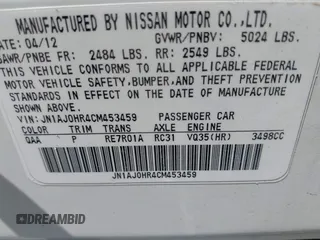 MANUFACTURED BY NISSAN MOTOR CO.,LTD.
DATE: 04/12 GVWR/PNBV: 5024 LBS.
GAWR/PNBE FR: 2484 LBS. RR: 2549 LBS.
THIS VEHICLE CONFORMS TO ALL APPLICABLE FEDERAL
MOTOR VEHICLE SAFETY,BUMPER,AND THEFT PREVENTION
STANDARDS IN EFFECT ON THE DATE OF
MANUFACTURE SHOWN ABOVE.
VIN:JN1AJ0HR4CM453459 PASSENGER CAR
COLOR TRIM TRANS AXLE ENGINE
QAA P RE7R01A RC31 VQ35(HR) 3498CC
JN1AJ0HR4CM453459
AUTOBIDMASTER